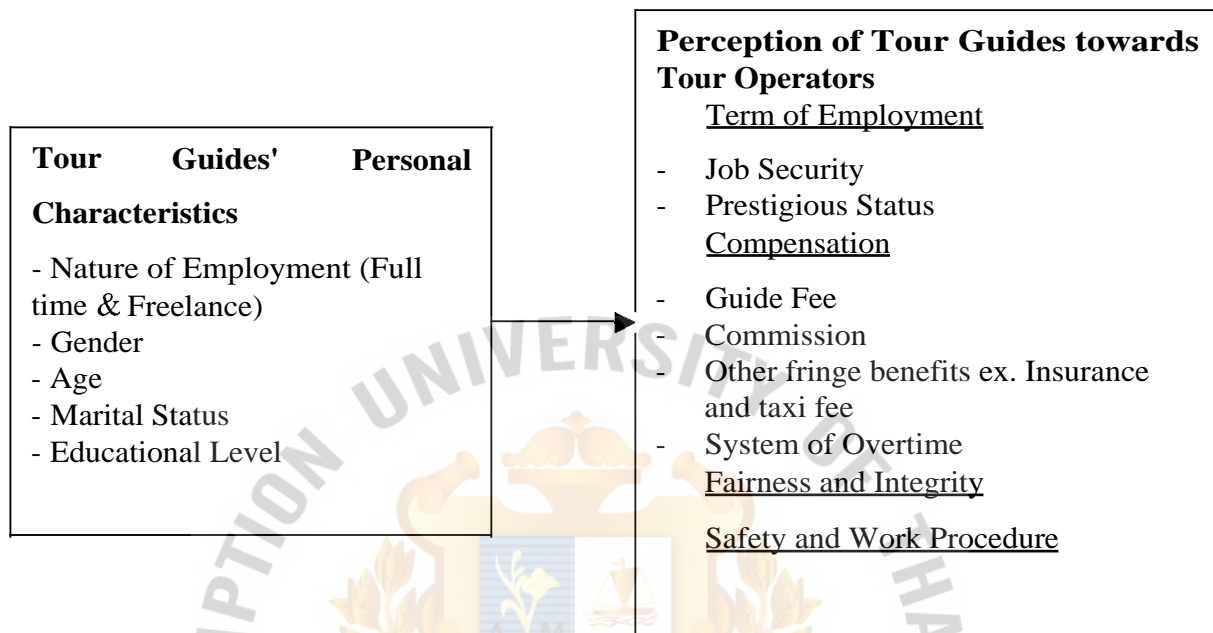 Tour Guides' Personal
Characteristics
- Nature of Employment (Full
time & Freelance)
- Gender
- Age
- Marital Status
- Educational Level
Perception of Tour Guides towards
Tour Operators
Term of Employment
- Job Security
- Prestigious Status
Compensation
- Guide Fee
- Commission
- Other fringe benefits ex. Insurance
and taxi fee
- System of Overtime
Fairness and Integrity
Safety and Work Procedure
UNIVERSITY OF